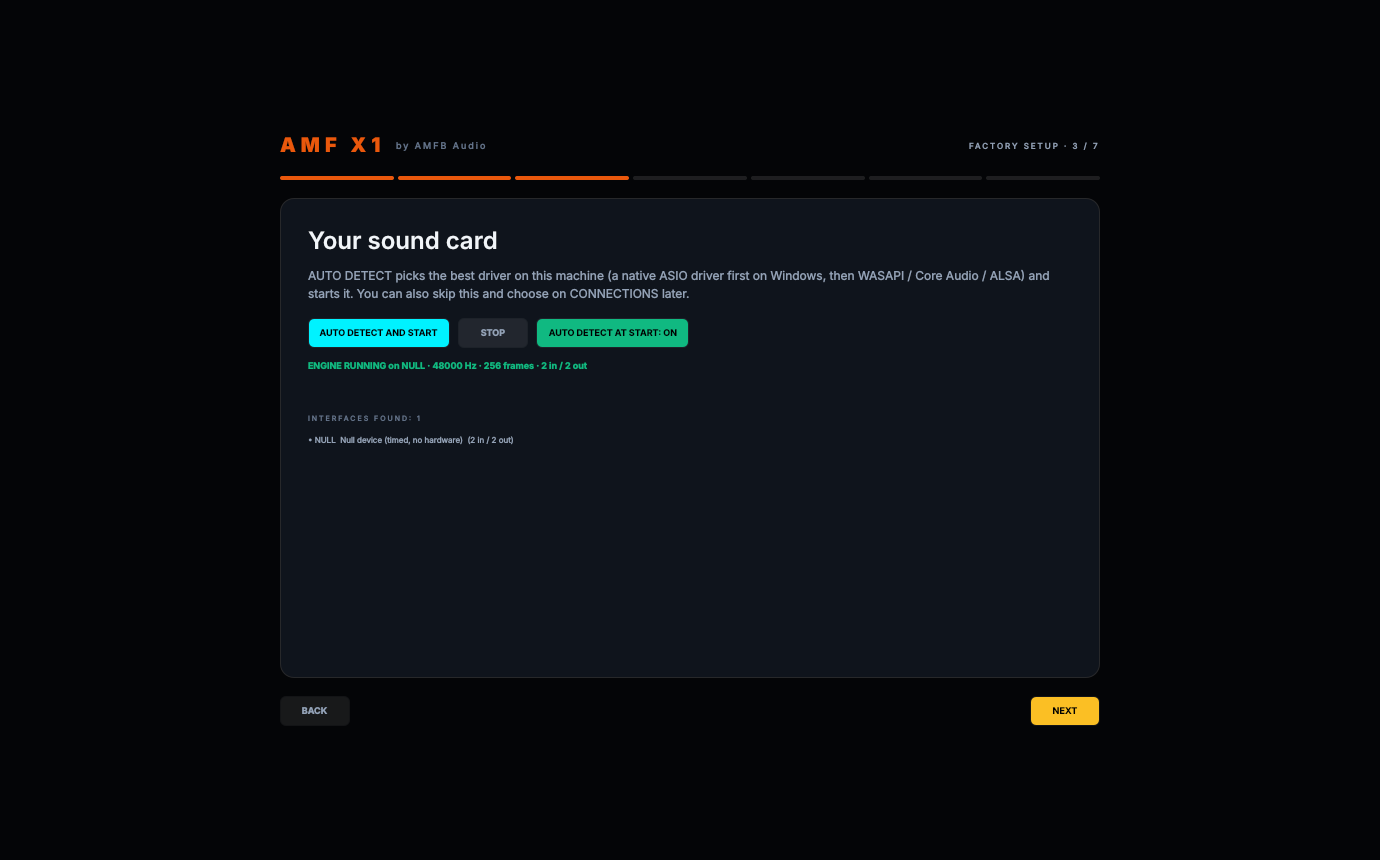 AMF X1 by AMFB Audio
FACTORY SETUP · 3 / 7
Your sound card
AUTO DETECT picks the best driver on this machine (a native ASIO driver first on Windows, then WASAPI / Core Audio / ALSA) and
starts it. You can also skip this and choose on CONNECTIONS later.
AUTO DETECT AND START
STOP
AUTO DETECT AT START: ON
ENGINE RUNNING on NULL · 48000 Hz · 256 frames · 2 in / 2 out
INTERFACES FOUND: 1
• NULL Null device (timed, no hardware) (2 in / 2 out)
BACK
NEXT